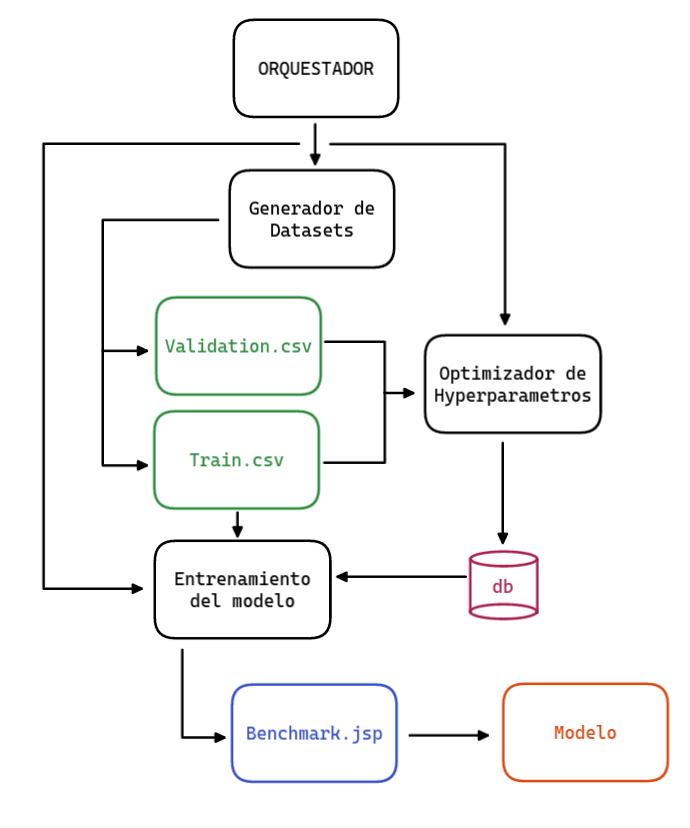 ORQUESTADOR
Generador de
Datasets
Validation.csv
Optimizador de
Hyperparametros
Train.csv
Entrenamiento
del modelo
db
Benchmark.jsp
Modelo